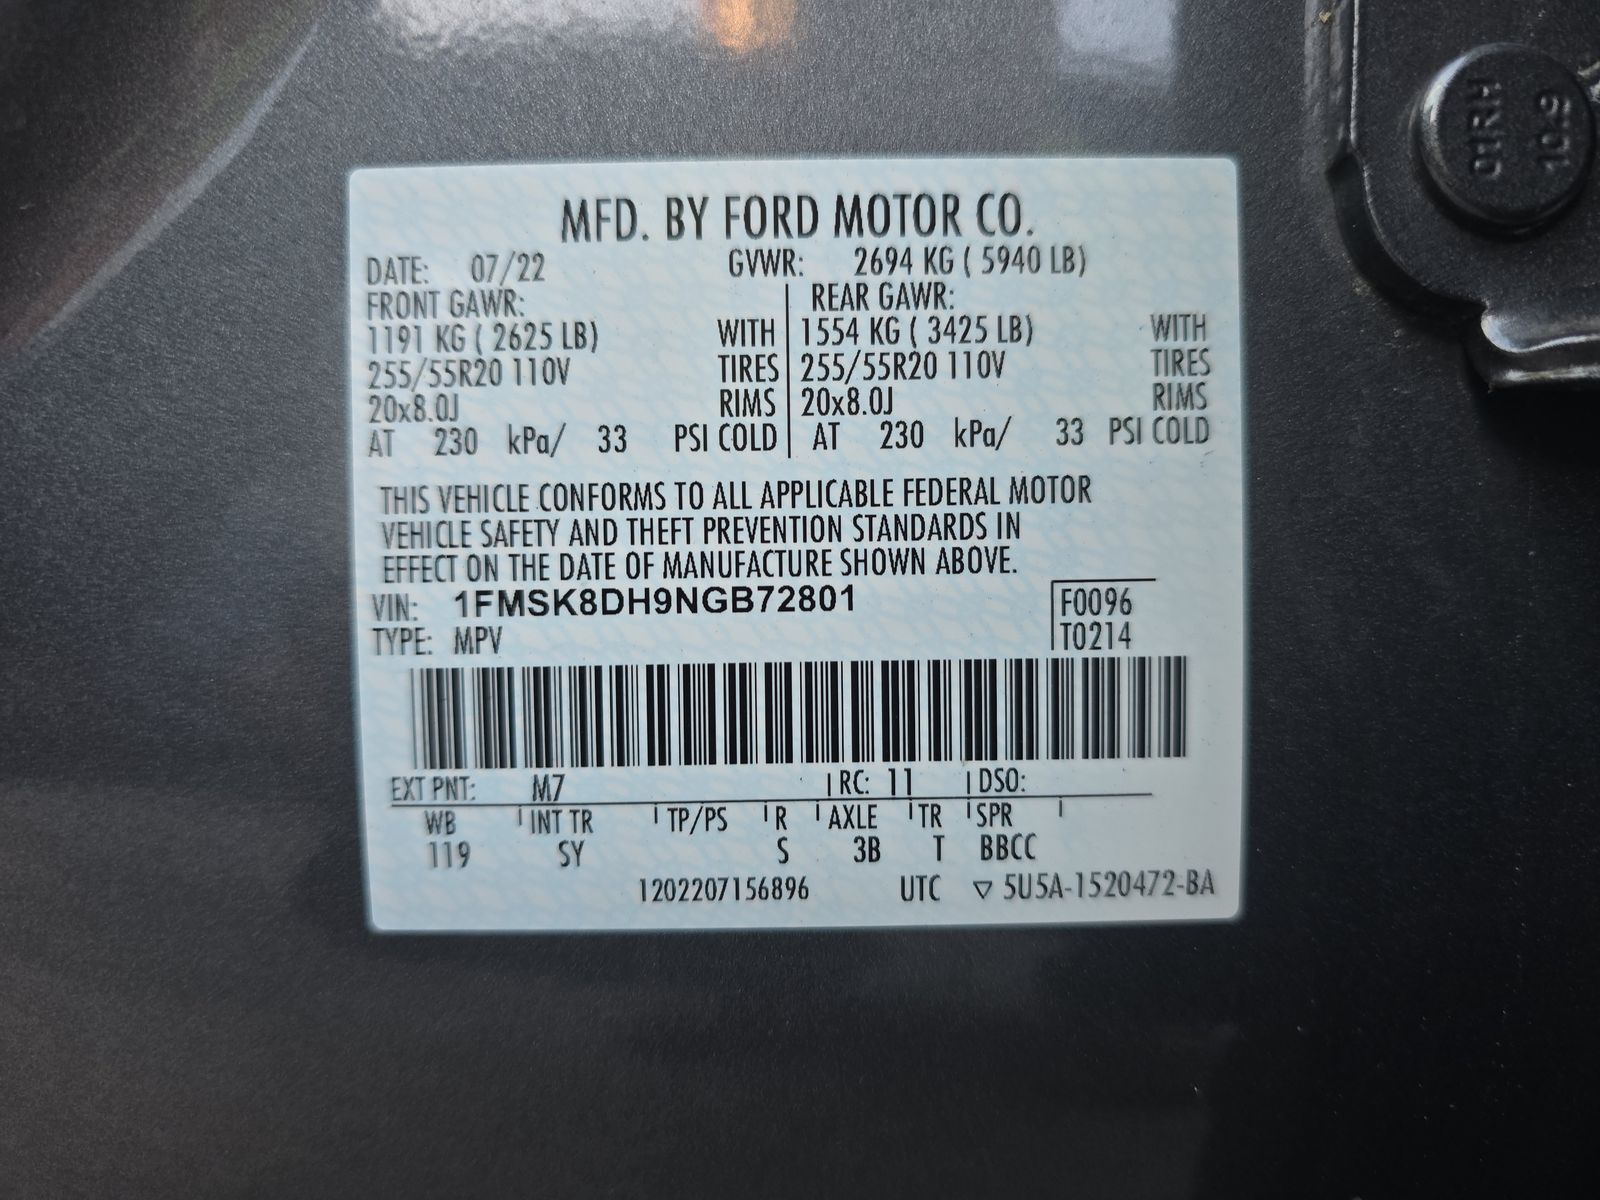 01RH
10.9
MFD. BY FORD MOTOR CO.
DATE: 07/22 GVWR: 2694 KG ( 5940 LB)
FRONT GAWR: REAR GAWR:
1191 KG ( 2625 LB) WITH 1554 KG ( 3425 LB) WITH
255/55R20 110V TIRES 255/55R20 110V TIRES
20x8.0J RIMS 20x8.0J RIMS
AT 230 kPa/ 33 PSI COLD AT 230 kPa/ 33 PSI COLD
THIS VEHICLE CONFORMS TO ALL APPLICABLE FEDERAL MOTOR
VEHICLE SAFETY AND THEFT PREVENTION STANDARDS IN
EFFECT ON THE DATE OF MANUFACTURE SHOWN ABOVE.
VIN: 1FMSK8DH9NGB72801 F0096
TYPE: MPV T0214
EXT PNT: M7 RC: 11 DSO:
WB INT TR TP/PS R AXLE TR SPR
119 SY S 3B T BBCC
1202207156896 UTC ▽ 5U5A-1520472-BA